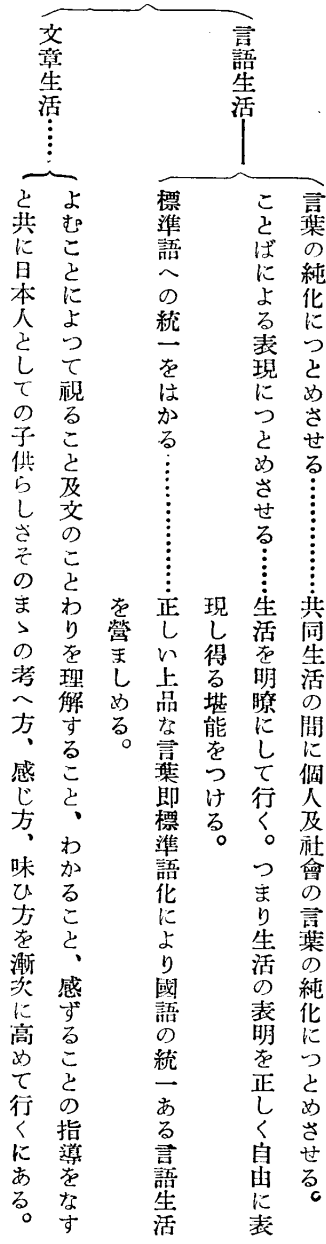 言語生活
言葉の純化につとめさせる………………共同生活の間に個人及社會の言葉の純化につとめさせる。
ことばによる表現につとめさせる………生活を明瞭にして行く。つまり生活の表明を正しく自由に表
現し得る堪能をつける。
標準語への統一をはかる………………正しい上品な言葉即標準語化により國語の統一ある言語生活
を營ましめる。
文章生活……
よむことによつて視ること及文のことわりを理解すること、わかること、感ずることの指導をなす
と共に日本人としての子供らしさそのまゝの考へ方、感じ方、味ひ方を漸次に高めて行くにある。